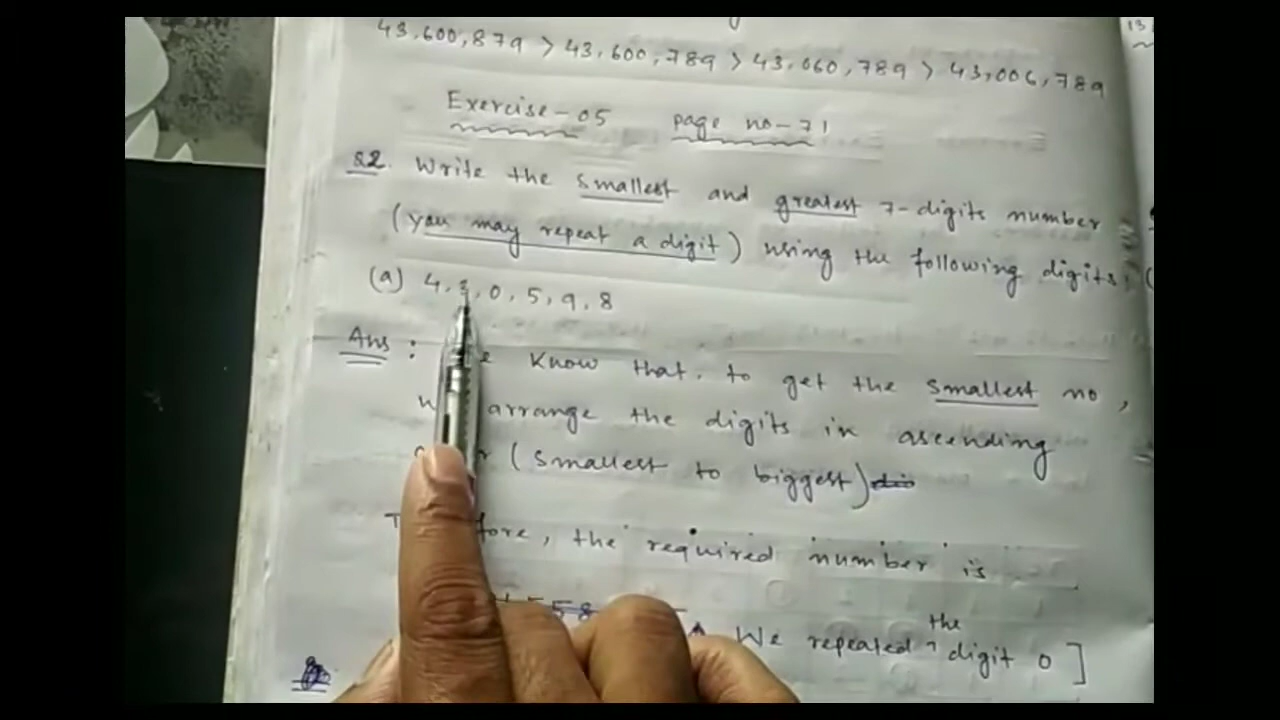 43,600,879 > 43,600,789 > 43,060,789 > 43,006,789
Exercise-05 page no-71
Q2. Write the smallest and greatest 7-digits number
(you may repeat a digit) using the following digits:
(a) 4, 3, 0, 5, 9, 8
Ans : know that, to get the smallest no,
arrange the digits in ascending
(smallest to biggest)
the required number is
We repeated the digit 0]